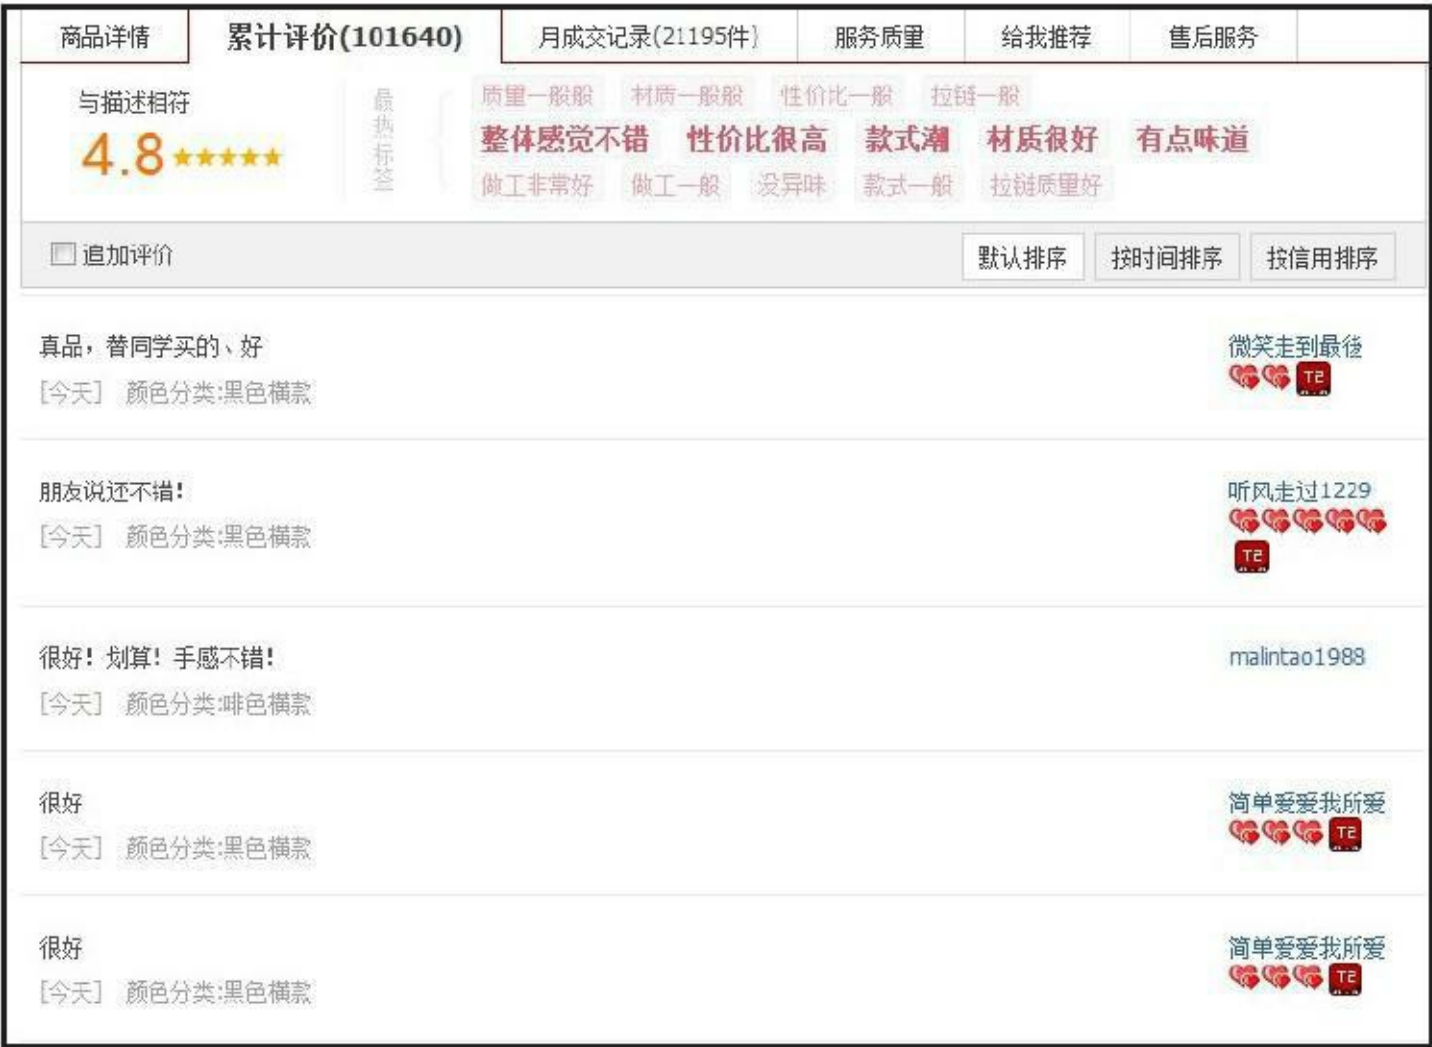 商品详情 累计评价(101640) 月成交记录(21195件) 服务质量 给我推荐 售后服务
与描述相符
4.8
最热标签
质量一般般 材质一般般 性价比一般 拉链一般
整体感觉不错 性价比很高 款式潮 材质很好 有点味道
做工非常好 做工一般 没异味 款式一般 拉链质量好
追加评价 默认排序 按时间排序 按信用排序
真品，替同学买的、好 微笑走到最後
[今天] 颜色分类:黑色横款 T2
朋友说还不错！ 听风走过1229
[今天] 颜色分类:黑色横款
T2
很好！划算！手感不错！ malintao1988
[今天] 颜色分类:啡色横款
很好 简单爱爱我所爱
[今天] 颜色分类:黑色横款 T2
很好 简单爱爱我所爱
[今天] 颜色分类:黑色横款 T2